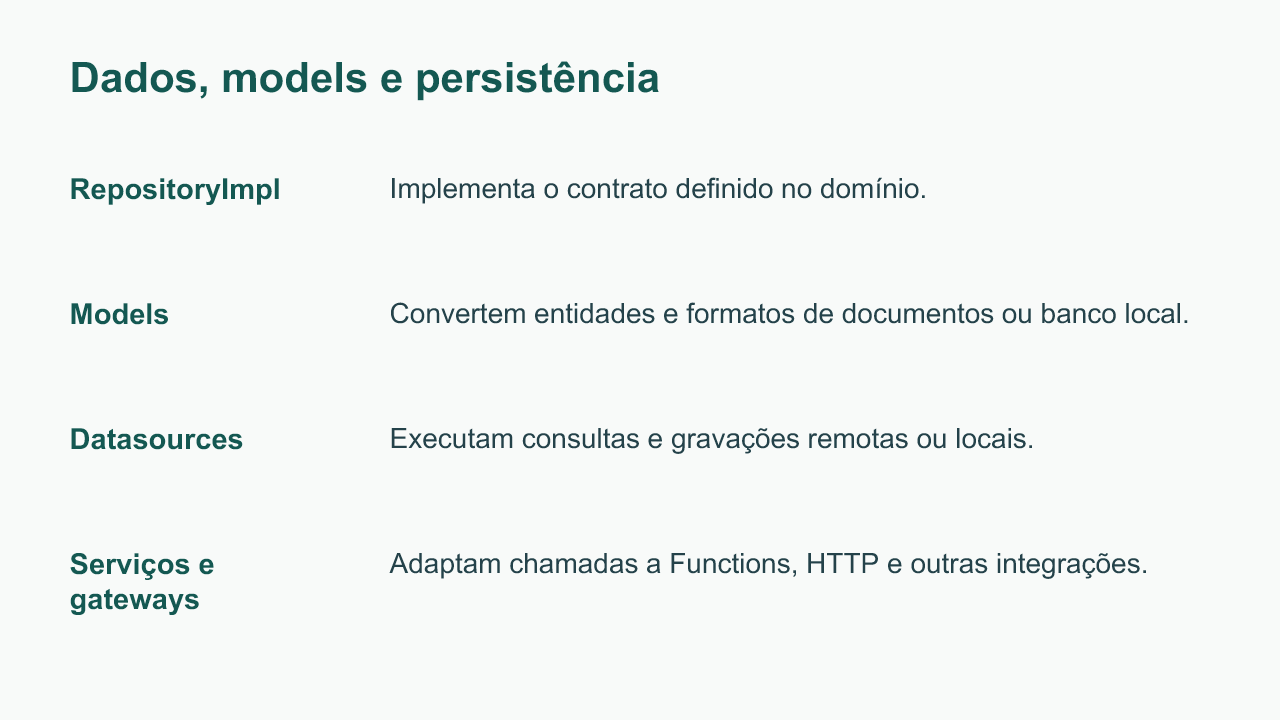 Dados, models e persistência
RepositoryImpl
Implementa o contrato definido no domínio.
Models
Convertem entidades e formatos de documentos ou banco local.
Datasources
Executam consultas e gravações remotas ou locais.
Serviços e
gateways
Adaptam chamadas a Functions, HTTP e outras integrações.